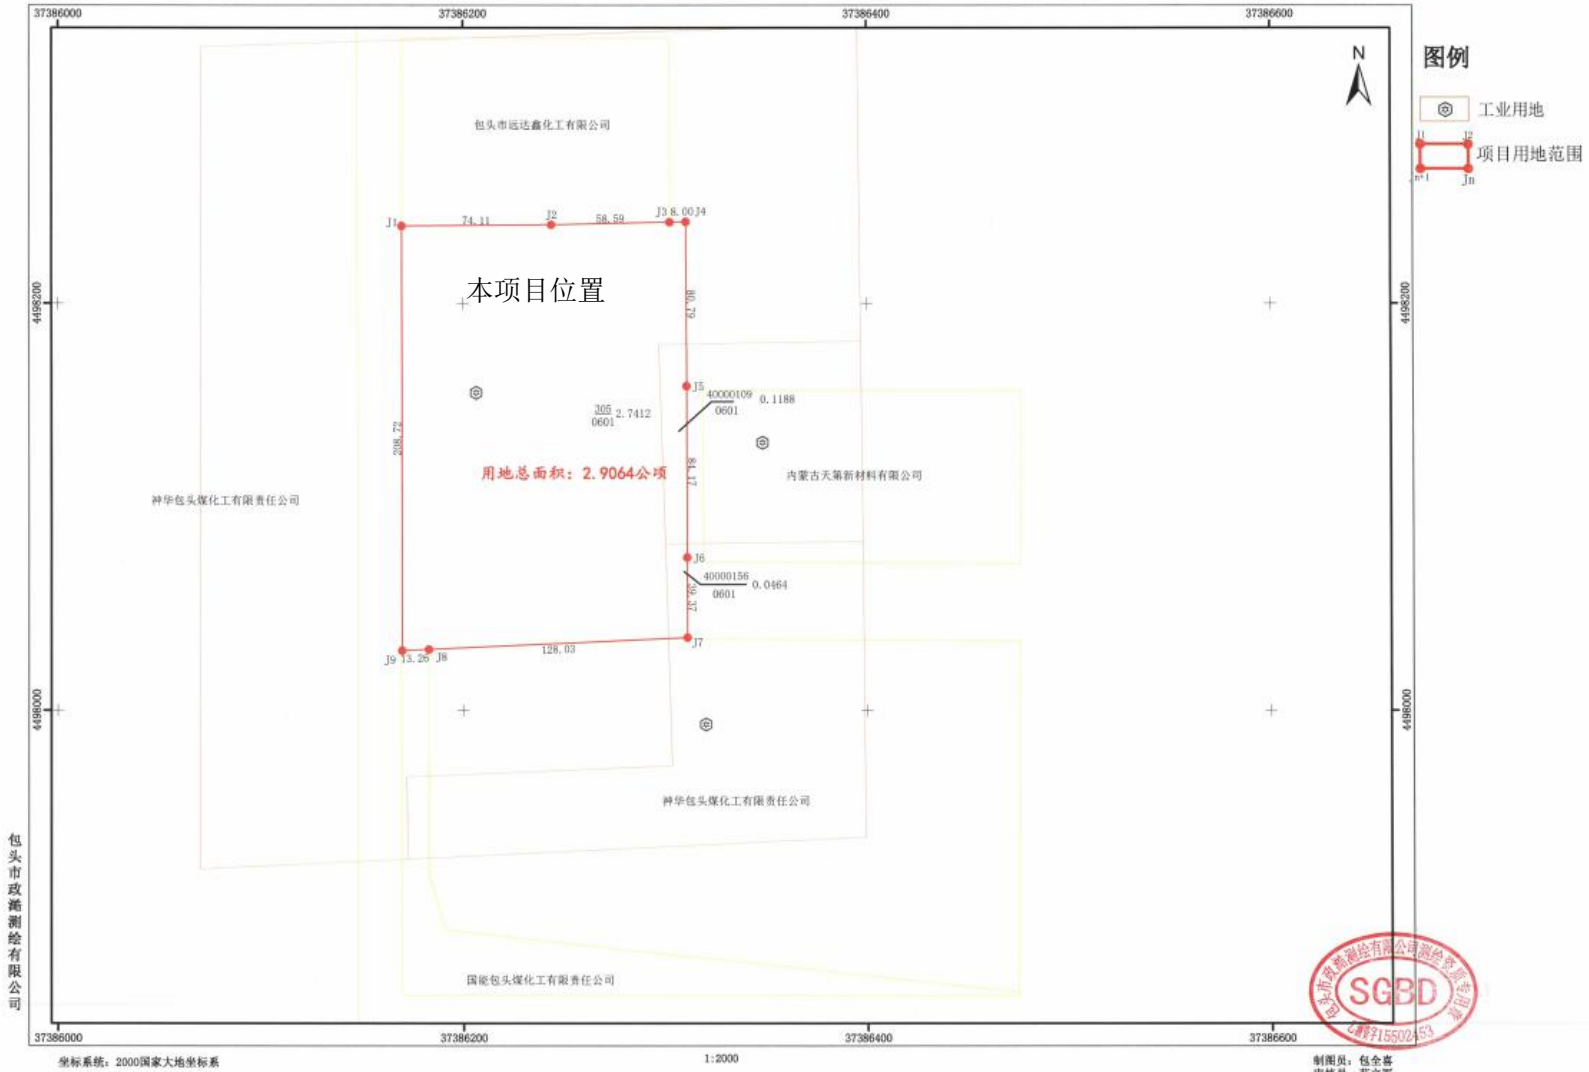 37386000 37386200 37386400 37386600
N
图例
工业用地
J1 J2
项目用地范围
Jn
包头市远达鑫化工有限公司
J1 74.11 J2 58.59 J3 8.00 J4
本项目位置
4498200 4498200
80.79
J5
40000109 0.1188
0601
305 2.7412
0601
208.72
84.17
用地总面积：2.9064公顷
内蒙古天第新材料有限公司
神华包头煤化工有限责任公司
J6
40000156 0.0464
0601
39.37
J7
J9 13.26 J8 128.03
4498000 4498000
神华包头煤化工有限责任公司
国能包头煤化工有限责任公司
包头市政皓测绘有限公司
SGBD
37386000 37386200 37386400 37386600
坐标系统：2000国家大地坐标系
1:2000
制图员：包全喜